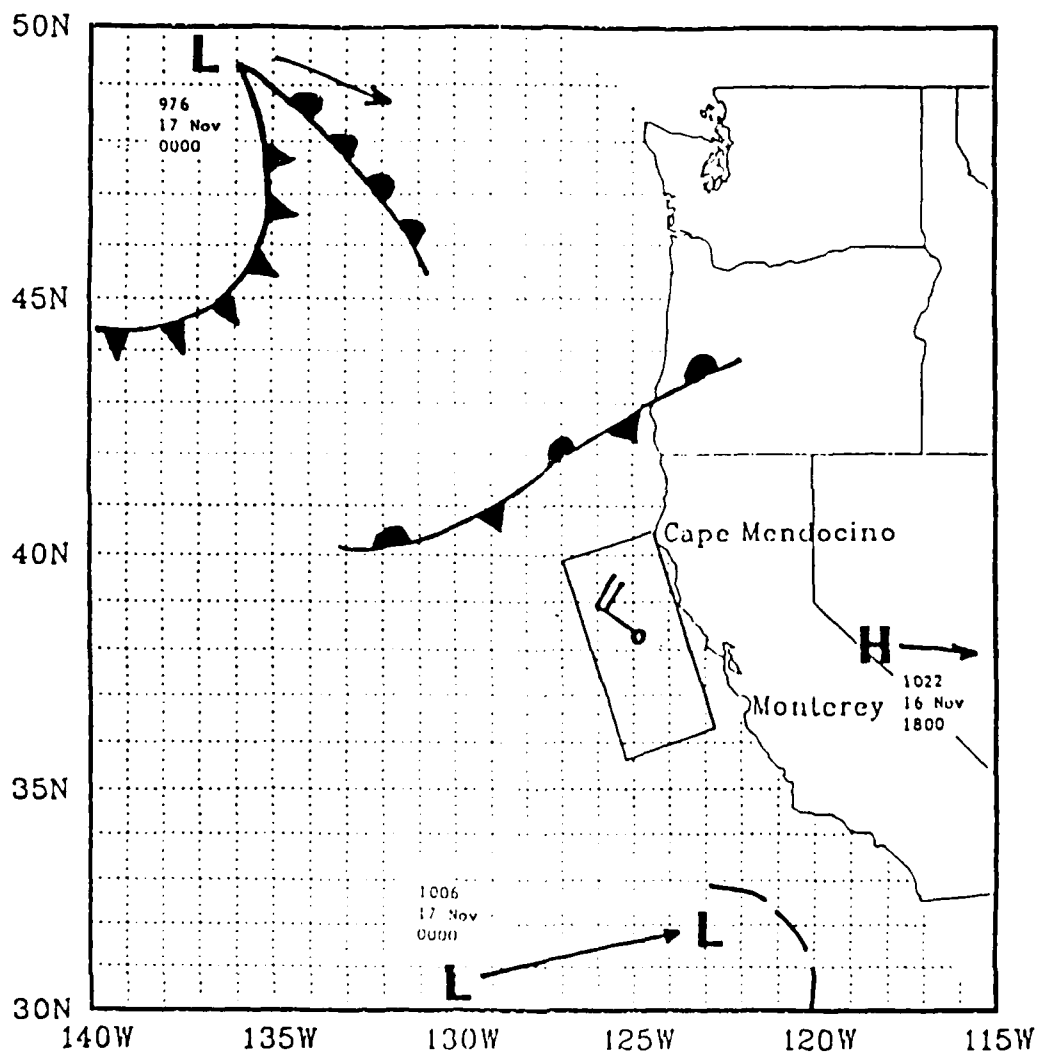 50N
L
976
17 Nov
0000
45N
Cape Mendocino
40N
H
1022
16 Nov
1800
Monterey
35N
1006
17 Nov
0000
L
L
30N
140W 135W 130W 125W 120W 115W